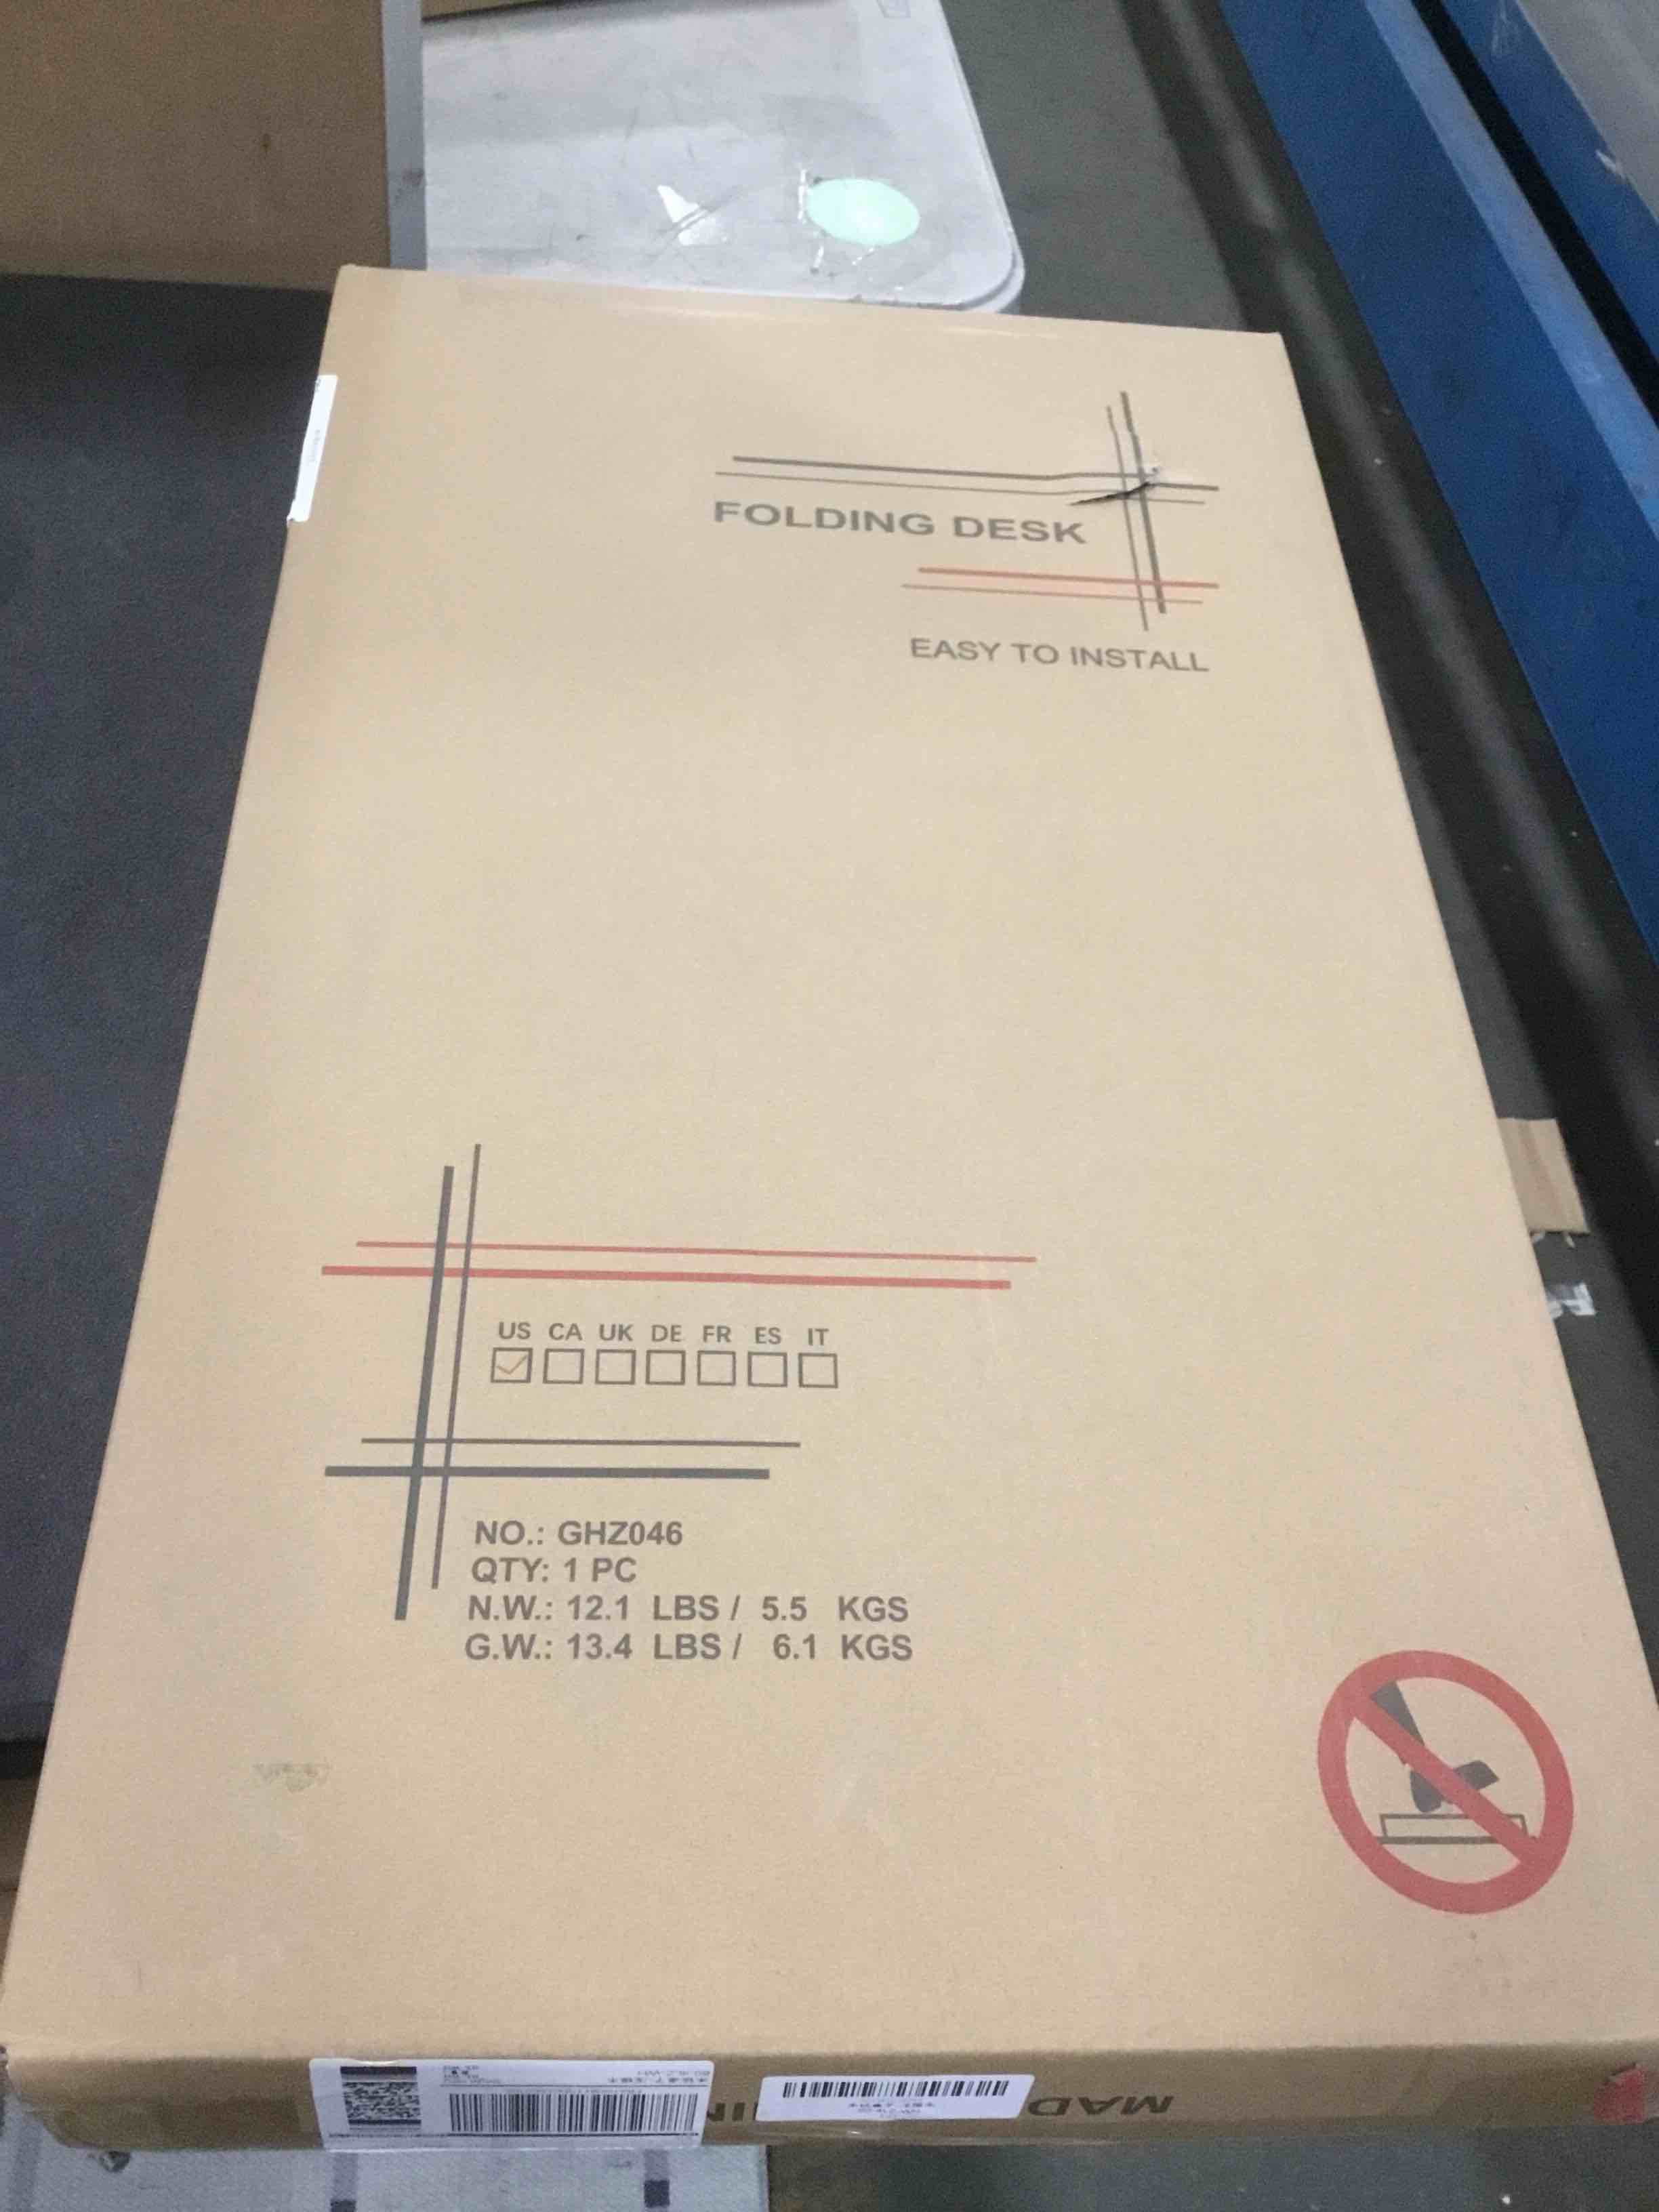 FOLDING DESK
EASY TO INSTALL
US CA UK DE FR ES IT
NO.: GHZ046
QTY: 1 PC
N.W.: 12.1 LBS / 5.5 KGS
G.W.: 13.4 LBS / 6.1 KGS